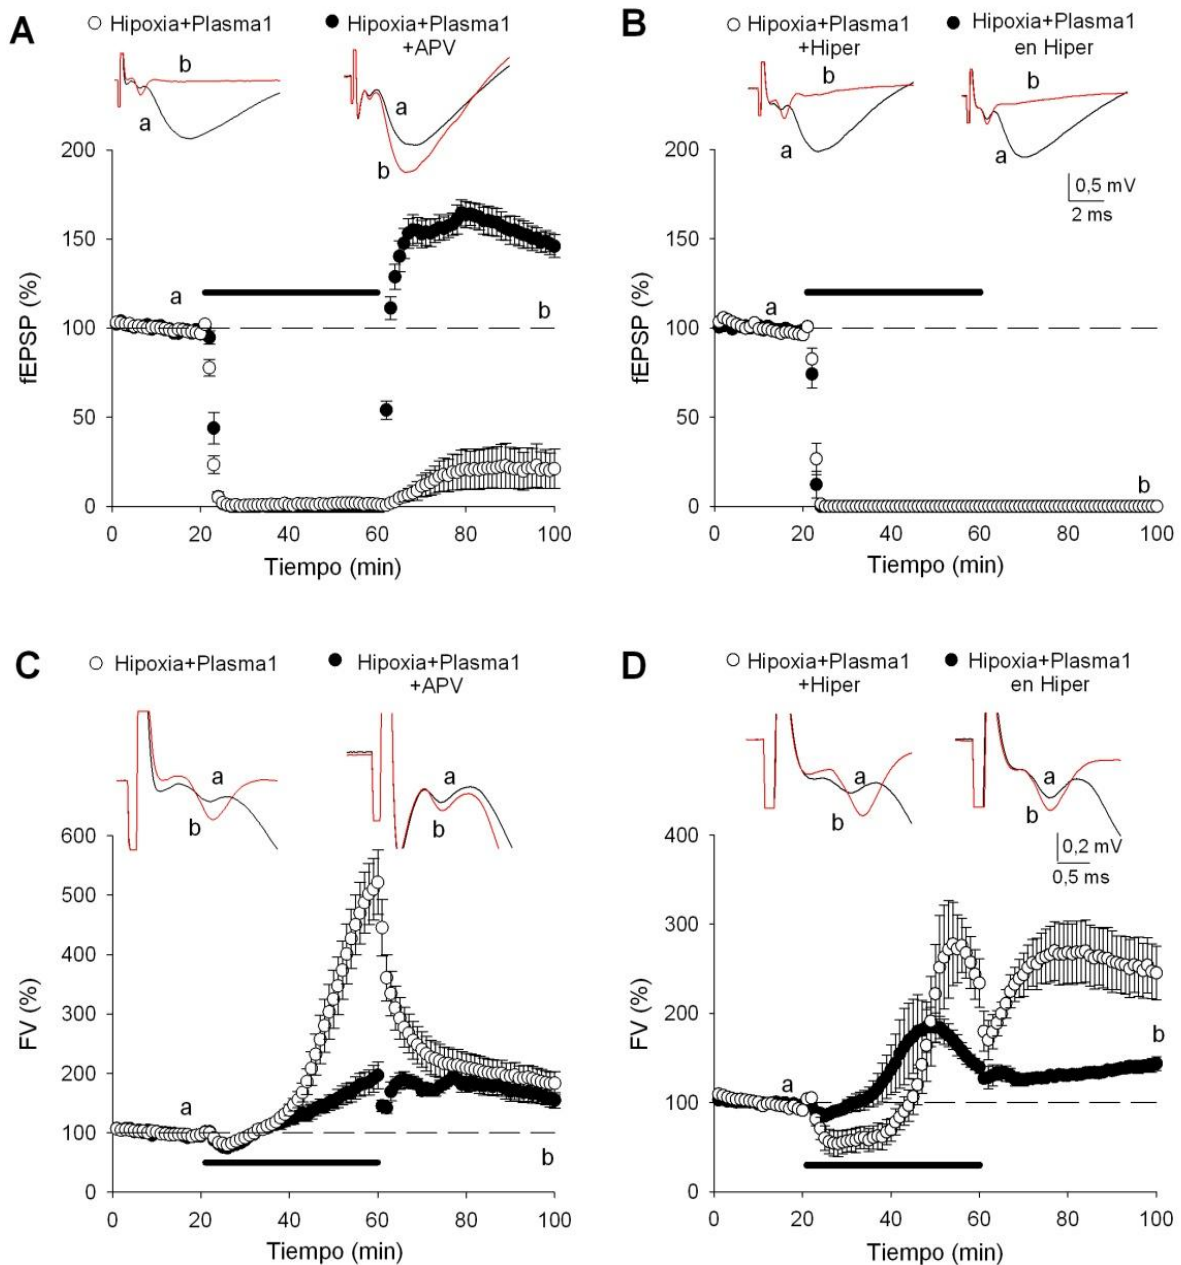 A
Hipoxia+Plasma1
Hipoxia+Plasma1
+APV
b
a
a
b
200
150
100
50
0
a
b
fEPSP (%)
0 20 40 60 80 100
Tiempo (min)
B
Hipoxia+Plasma1
+Hiper
Hipoxia+Plasma1
en Hiper
b
a
b
a
0,5 mV
2 ms
200
150
100
50
0
a
b
fEPSP (%)
0 20 40 60 80 100
Tiempo (min)
C
Hipoxia+Plasma1
Hipoxia+Plasma1
+APV
a
b
a
b
600
500
400
300
200
100
0
a
b
FV (%)
0 20 40 60 80 100
Tiempo (min)
D
Hipoxia+Plasma1
+Hiper
Hipoxia+Plasma1
en Hiper
a
b
a
b
0,2 mV
0,5 ms
400
300
200
100
0
a
b
FV (%)
0 20 40 60 80 100
Tiempo (min)